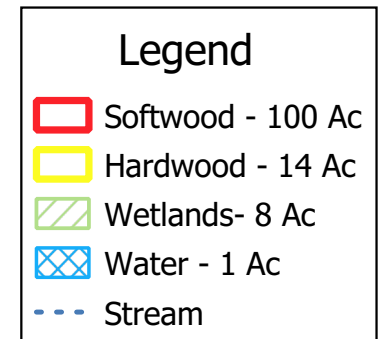 Legend
Softwood - 100 Ac
Hardwood - 14 Ac
Wetlands- 8 Ac
Water - 1 Ac
Stream